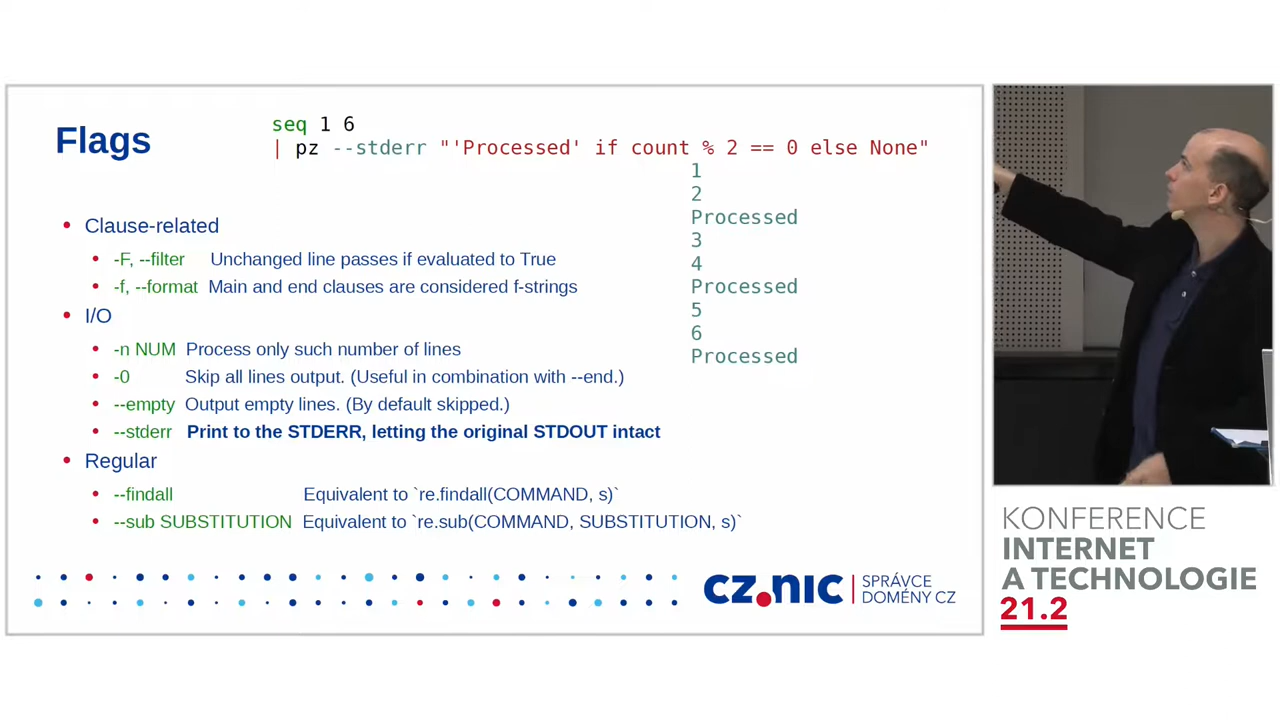 Flags
seq 1 6
| pz --stderr "'Processed' if count % 2 == 0 else None"
1
2
Processed
3
4
Processed
5
6
Processed
• Clause-related
• -F, --filter Unchanged line passes if evaluated to True
• -f, --format Main and end clauses are considered f-strings
• I/O
• -n NUM Process only such number of lines
• -0 Skip all lines output. (Useful in combination with --end.)
• --empty Output empty lines. (By default skipped.)
• --stderr Print to the STDERR, letting the original STDOUT intact
• Regular
• --findall Equivalent to `re.findall(COMMAND, s)`
• --sub SUBSTITUTION Equivalent to `re.sub(COMMAND, SUBSTITUTION, s)`
cz.nic
SPRÁVCE
DOMÉNY CZ
KONFERENCE
INTERNET
A TECHNOLOGIE
21.2